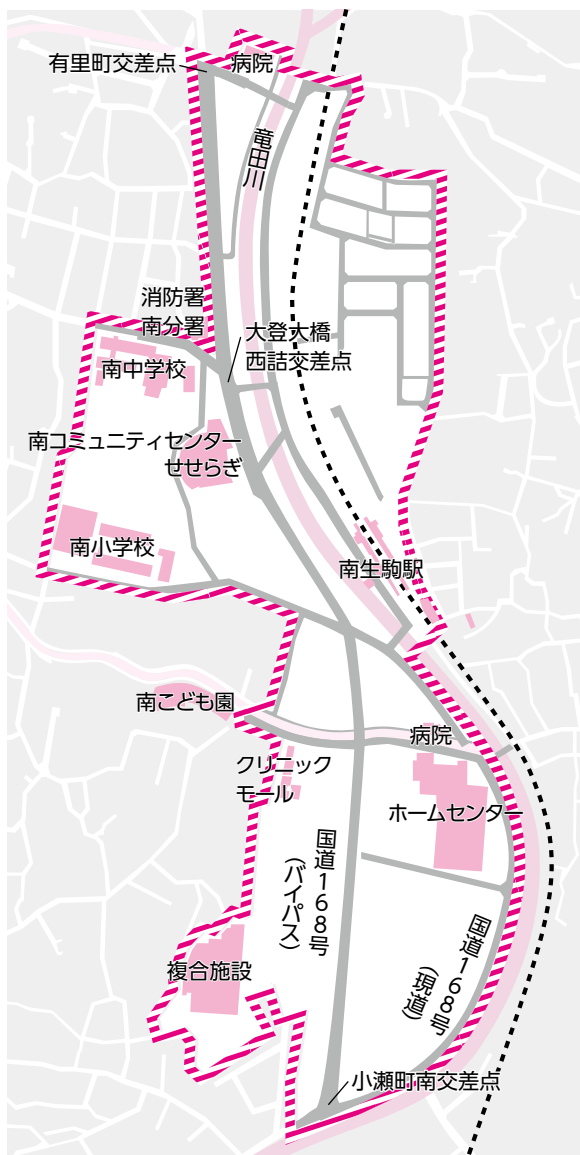 有里町交差点
病院
竜田川
消防署
南分署
大登大橋
西詰交差点
南中学校
南コミュニティセンター
せせらぎ
南小学校
南生駒駅
南こども園
病院
クリニック
モール
ホームセンター
国道168号
（バイパス）
国道168号
（現道）
複合施設
小瀬町南交差点